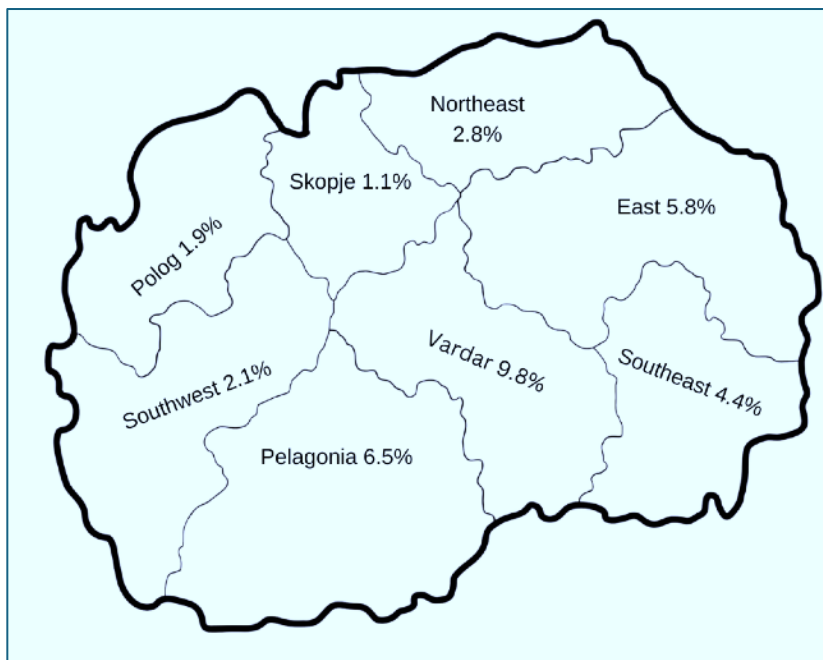 Northeast
2.8%
Skopje 1.1%
East 5.8%
Polog 1.9%
Vardar 9.8%
Southeast 4.4%
Southwest 2.1%
Pelagonia 6.5%